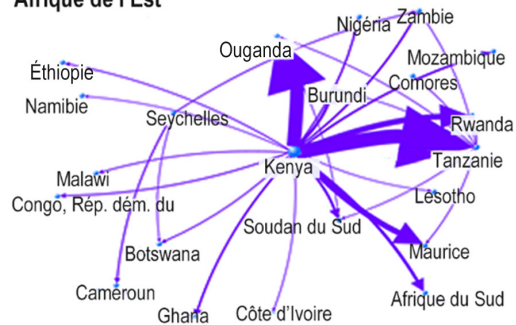 Afrique de l'Est
Nigéria
Zambie
Ouganda
Mozambique
Éthiopie
Comores
Burundi
Namibie
Seychelles
Rwanda
Tanzanie
Kenya
Malawi
Lésotho
Congo, Rép. dém. du
Soudan du Sud
Botswana
Maurice
Cameroun
Afrique du Sud
Ghana
Côte d'Ivoire